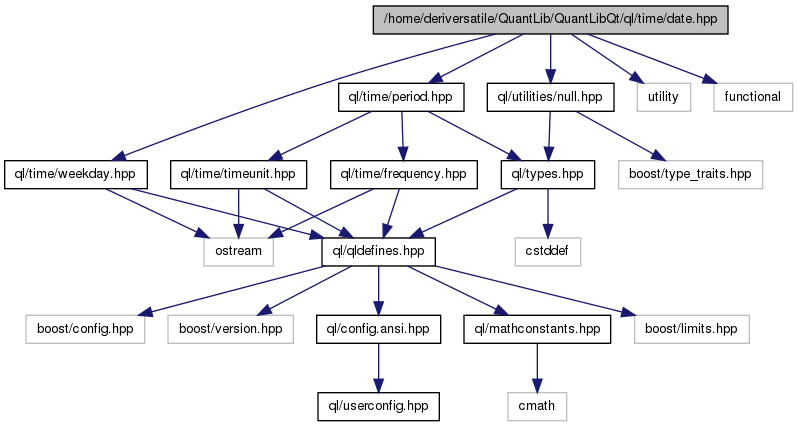 /home/deriversatile/QuantLib/QuantLibQt/ql/time/date.hpp
ql/time/period.hpp
ql/utilities/null.hpp
utility
functional
ql/time/weekday.hpp
ql/time/timeunit.hpp
ql/time/frequency.hpp
ql/types.hpp
boost/type_traits.hpp
ostream
ql/qldefines.hpp
cstddef
boost/config.hpp
boost/version.hpp
ql/config.ansi.hpp
ql/mathconstants.hpp
boost/limits.hpp
ql/userconfig.hpp
cmath